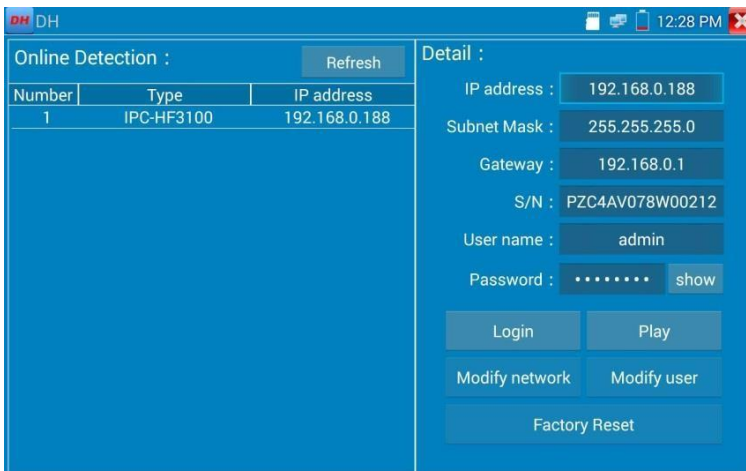 DH DH 12:28 PM
Online Detection : Refresh
Number Type IP address
1 IPC-HF3100 192.168.0.188
Detail :
IP address : 192.168.0.188
Subnet Mask : 255.255.255.0
Gateway : 192.168.0.1
S/N : PZC4AV078W00212
User name : admin
Password : •••••••• show
Login Play
Modify network Modify user
Factory Reset